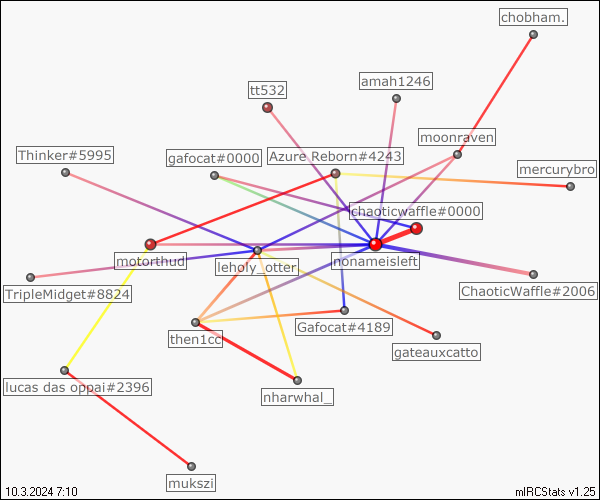 chobham.
amah1246
tt532
moonraven
Thinker#5995
gafocat#0000
Azure Reborn#4243
mercurybro
chaoticwaffle#0000
motorthud
leholy_otter
nonameisleft
TripleMidget#8824
ChaoticWaffle#2006
Gafocat#4189
then1cc
gateauxcatto
lucas das oppai#2396
nharwhal_
mukszi
10.3.2024 7:10
mIRCStats v1.25